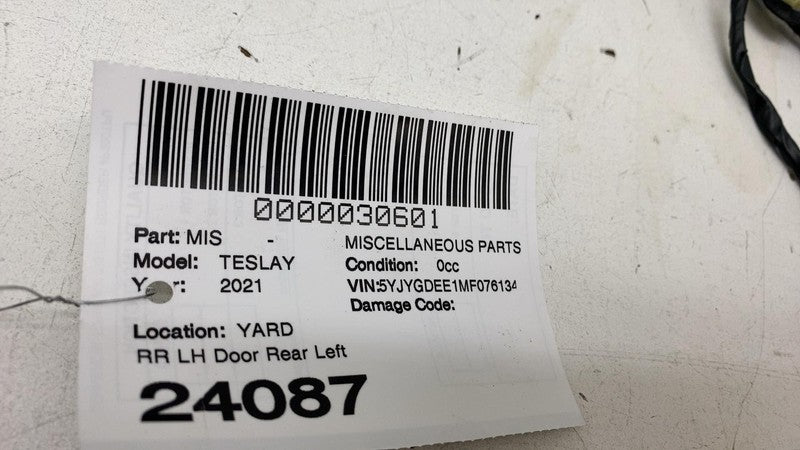 0000030601
Part: MIS - MISCELLANEOUS PARTS
Model: TESLAY Condition: 0cc
2021 VIN:5YJYGDEE1MF076134
Damage Code:
Location: YARD
RR LH Door Rear Left
24087